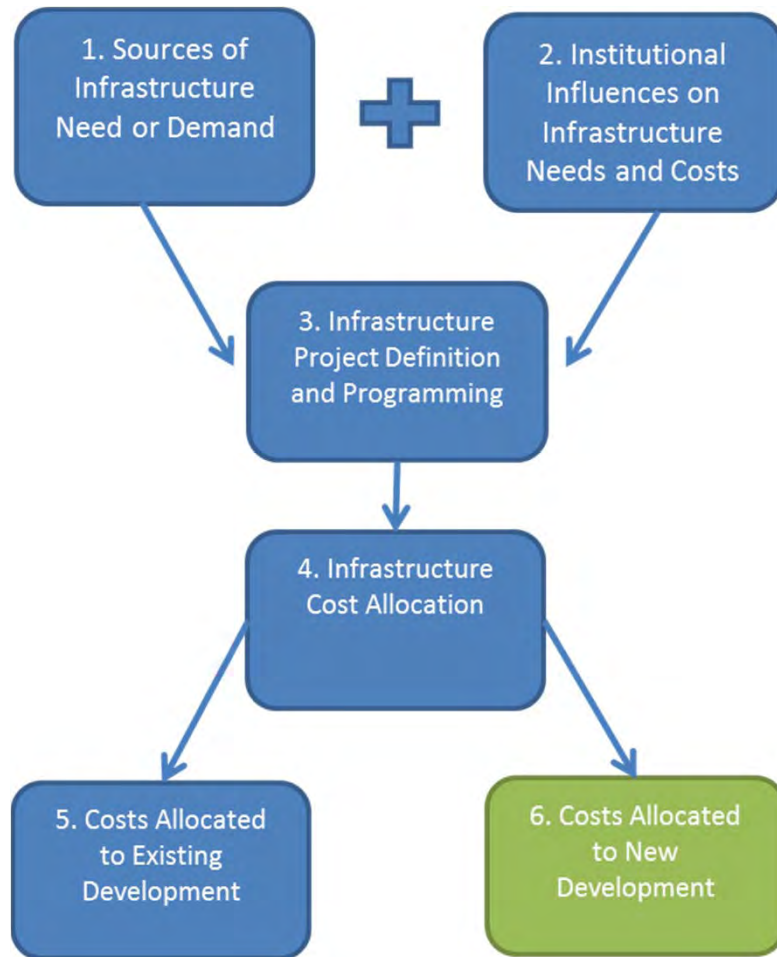 1. Sources of
Infrastructure
Need or Demand
2. Institutional
Influences on
Infrastructure
Needs and Costs
3. Infrastructure
Project Definition
and Programming
4. Infrastructure
Cost Allocation
5. Costs Allocated
to Existing
Development
6. Costs Allocated
to New
Development